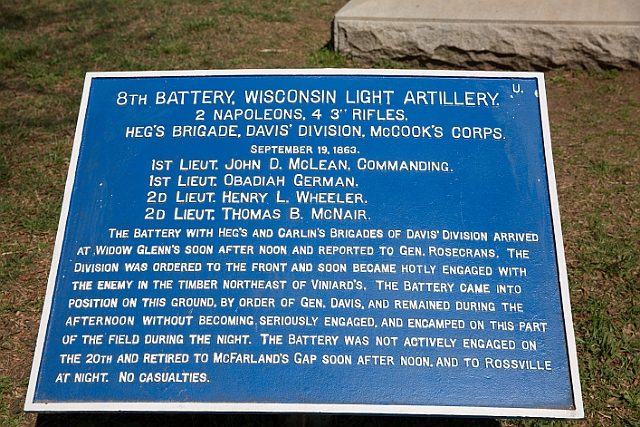 U.
8TH BATTERY, WISCONSIN LIGHT ARTILLERY.
2 NAPOLEONS, 4 3" RIFLES.
HEG'S BRIGADE, DAVIS' DIVISION, MCCOOK'S CORPS.
SEPTEMBER 19, 1863.
1ST LIEUT. JOHN D. MCLEAN, COMMANDING.
1ST LIEUT. OBADIAH GERMAN.
2D LIEUT. HENRY L. WHEELER.
2D LIEUT. THOMAS B. MCNAIR.
THE BATTERY WITH HEG'S AND CARLIN'S BRIGADES OF DAVIS' DIVISION ARRIVED
AT WIDOW GLENN'S SOON AFTER NOON AND REPORTED TO GEN. ROSECRANS. THE
DIVISION WAS ORDERED TO THE FRONT AND SOON BECAME HOTLY ENGAGED WITH
THE ENEMY IN THE TIMBER NORTHEAST OF VINIARD'S. THE BATTERY CAME INTO
POSITION ON THIS GROUND, BY ORDER OF GEN. DAVIS, AND REMAINED DURING THE
AFTERNOON WITHOUT BECOMING SERIOUSLY ENGAGED, AND ENCAMPED ON THIS PART
OF THE FIELD DURING THE NIGHT. THE BATTERY WAS NOT ACTIVELY ENGAGED ON
THE 20TH AND RETIRED TO MCFARLAND'S GAP SOON AFTER NOON, AND TO ROSSVILLE
AT NIGHT. NO CASUALTIES.